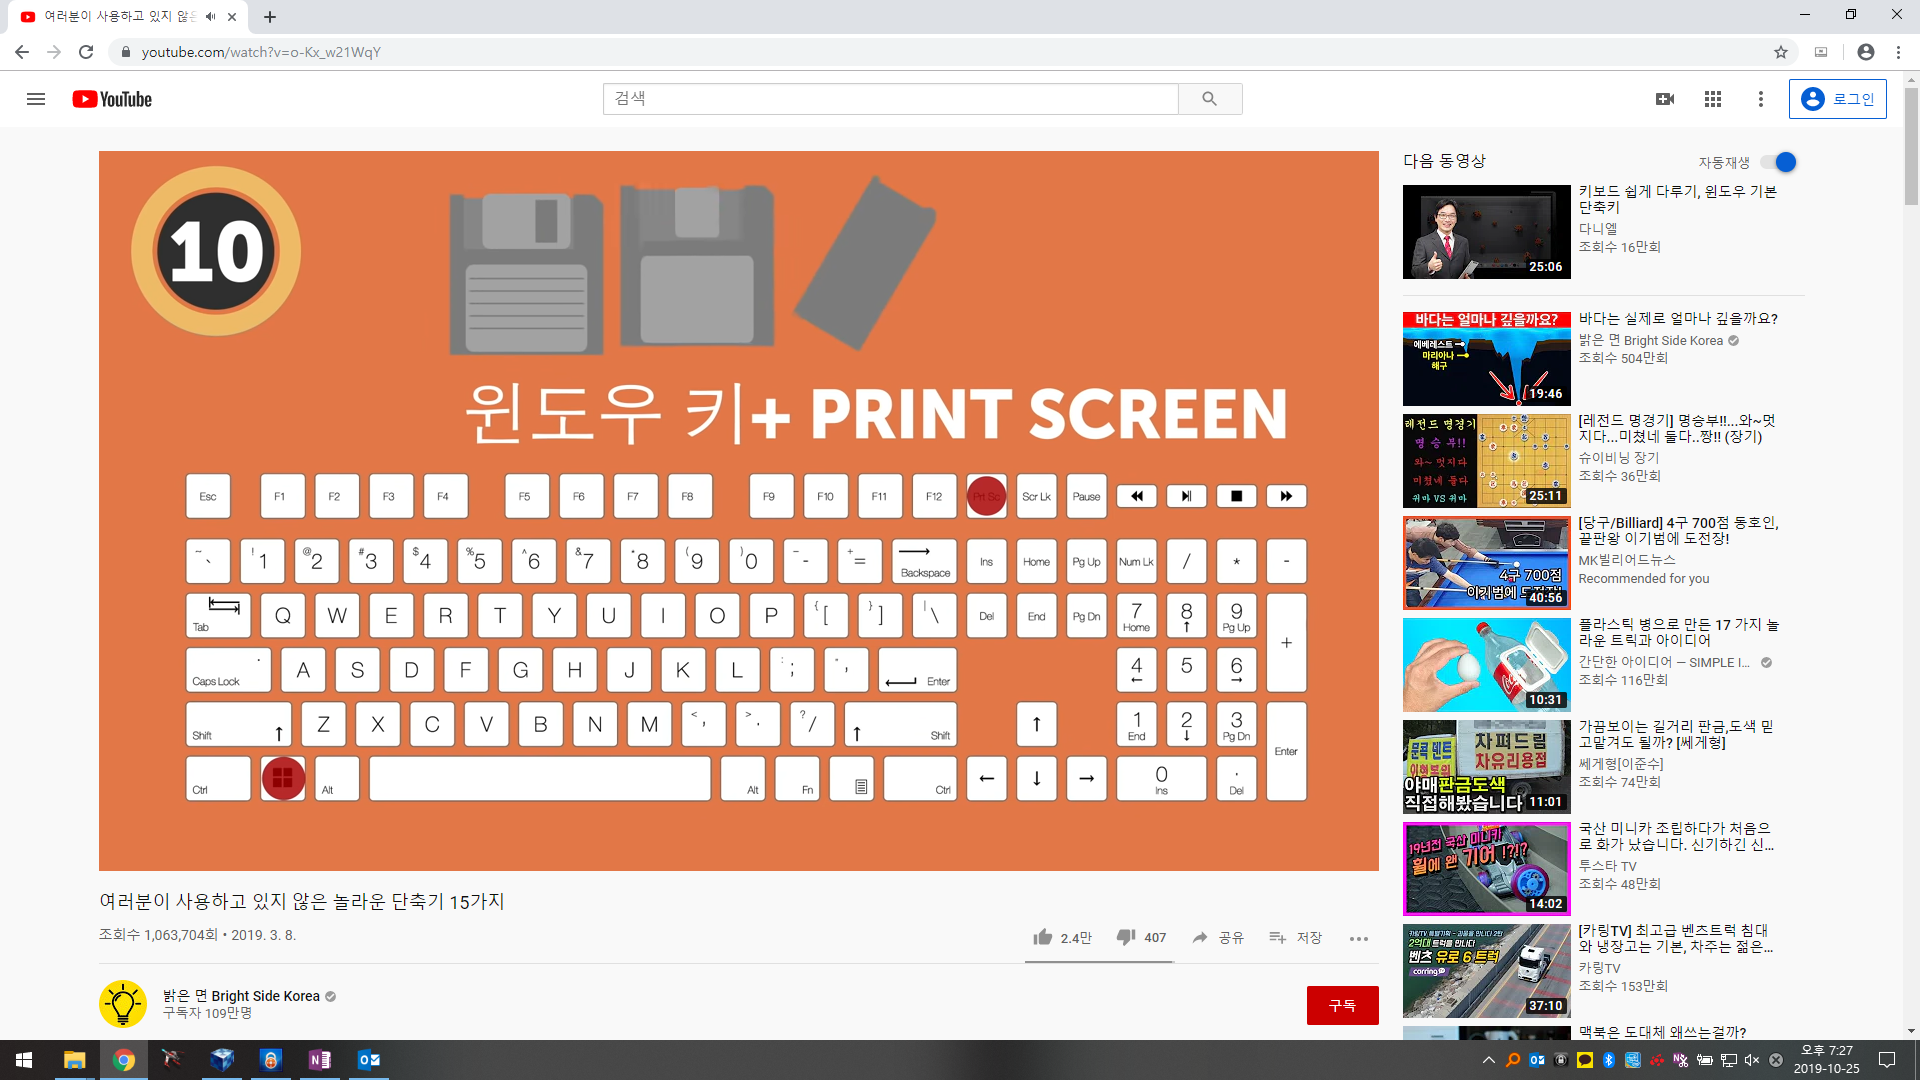 여러분이 사용하고 있지 않은
youtube.com/watch?v=o-Kx_w21WqY
YouTube
검색
로그인
10
윈도우 키+ PRINT SCREEN
Esc F1 F2 F3 F4 F5 F6 F7 F8 F9 F10 F11 F12 Prt Sc Scr Lk Pause
~ ` ! 1 @ 2 # 3 $ 4 % 5 ^ 6 & 7 * 8 ( 9 ) 0 - - + = Backspace Ins Home Pg Up Num Lk / * -
Tab Q W E R T Y U I O P { [ } ] | \ Del End Pg Dn 7 Home 8 ↑ 9 Pg Up +
Caps Lock A S D F G H J K L : ; " , Enter 4 ← 5 6 →
Shift ↑ Z X C V B N M < , > . ? / ↑ Shift ↑ 1 End 2 ↓ 3 Pg Dn Enter
Ctrl Alt Alt Fn Ctrl ← ↓ → 0 Ins . Del
여러분이 사용하고 있지 않은 놀라운 단축기 15가지
조회수 1,063,704회 • 2019. 3. 8.
2.4만 407 공유 저장
밝은 면 Bright Side Korea
구독자 109만명
구독
다음 동영상
자동재생
25:06
키보드 쉽게 다루기, 윈도우 기본
단축키
다니엘
조회수 16만회
바다는 얼마나 깊을까요?
에베레스트
마리아나
해구
19:46
바다는 실제로 얼마나 깊을까요?
밝은 면 Bright Side Korea
조회수 504만회
레전드 명경기
명 승 부!!
와~ 멋지다
미쳤네 둘다
귀마 VS 귀마
25:11
[레전드 명경기] 명승부!!...와~멋
지다...미쳤네 둘다..짱!! (장기)
슈이비닝 장기
조회수 36만회
4구 700점
이기범에 도전장!
40:56
[당구/Billiard] 4구 700점 동호인,
끝판왕 이기범에 도전장!
MK빌리어드뉴스
Recommended for you
10:31
플라스틱 병으로 만든 17 가지 놀
라운 트릭과 아이디어
간단한 아이디어 – SIMPLE I...
조회수 116만회
문콕 덴트
차펴드림
차유리용접
야매판금도색
직접해봤습니다
11:01
가끔보이는 길거리 판금,도색 믿
고맡겨도 될까? [쎄게형]
쎄게형[이준수]
조회수 74만회
19년전 국산 미니카
휠에 왠 기어 !?!?
14:02
국산 미니카 조립하다가 처음으
로 화가 났습니다. 신기하긴 신...
투스타 TV
조회수 48만회
2억대 트럭을 만나다
벤츠 유로 6 트럭
corring
37:10
[카링TV] 최고급 벤츠트럭 침대
와 냉장고는 기본, 차주는 젊은...
카링TV
조회수 153만회
맥북은 도대체 왜쓰는걸까?
오후 7:27
2019-10-25